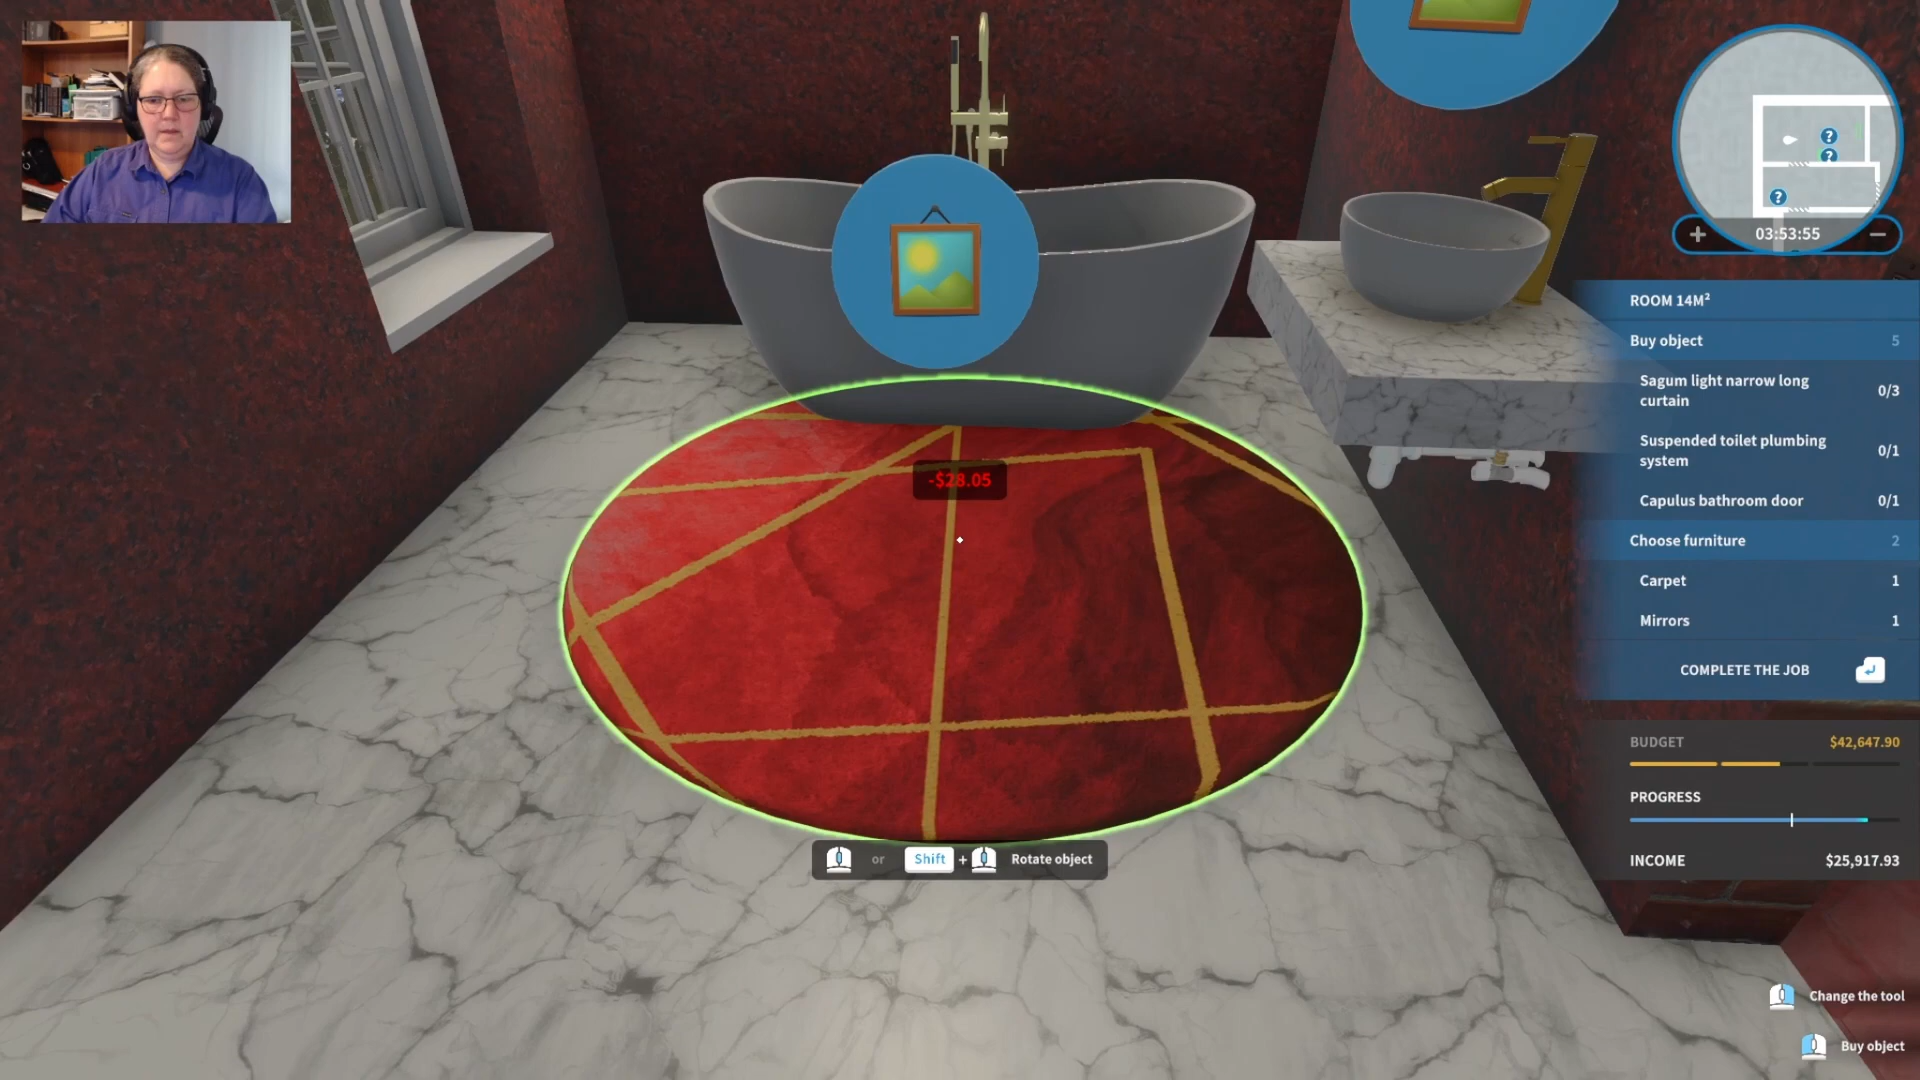 ?
?
?
+ 03:53:55 −
ROOM 14M²
Buy object 5
Sagum light narrow long
curtain 0/3
Suspended toilet plumbing
system 0/1
Capulus bathroom door 0/1
Choose furniture 2
Carpet 1
Mirrors 1
COMPLETE THE JOB
BUDGET $42,647.90
PROGRESS
INCOME $25,917.93
-$28.05
or Shift + Rotate object
Change the tool
Buy object